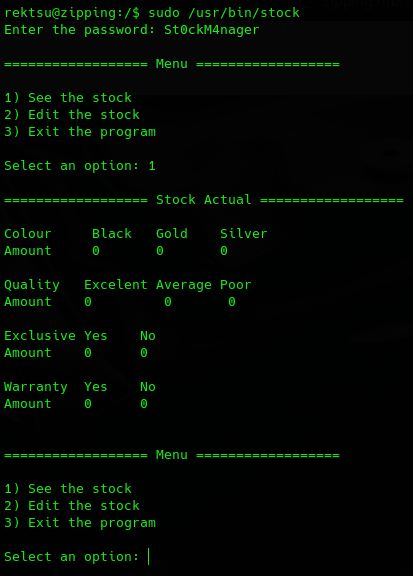 rektsu@zipping:/$ sudo /usr/bin/stock
Enter the password: St0ckM4nager
================== Menu ==================
1) See the stock
2) Edit the stock
3) Exit the program
Select an option: 1
================== Stock Actual ==================
Colour     Black   Gold    Silver
Amount     0       0       0
Quality   Excelent Average Poor
Amount    0         0       0
Exclusive Yes    No
Amount    0      0
Warranty  Yes    No
Amount    0      0
================== Menu ==================
1) See the stock
2) Edit the stock
3) Exit the program
Select an option: